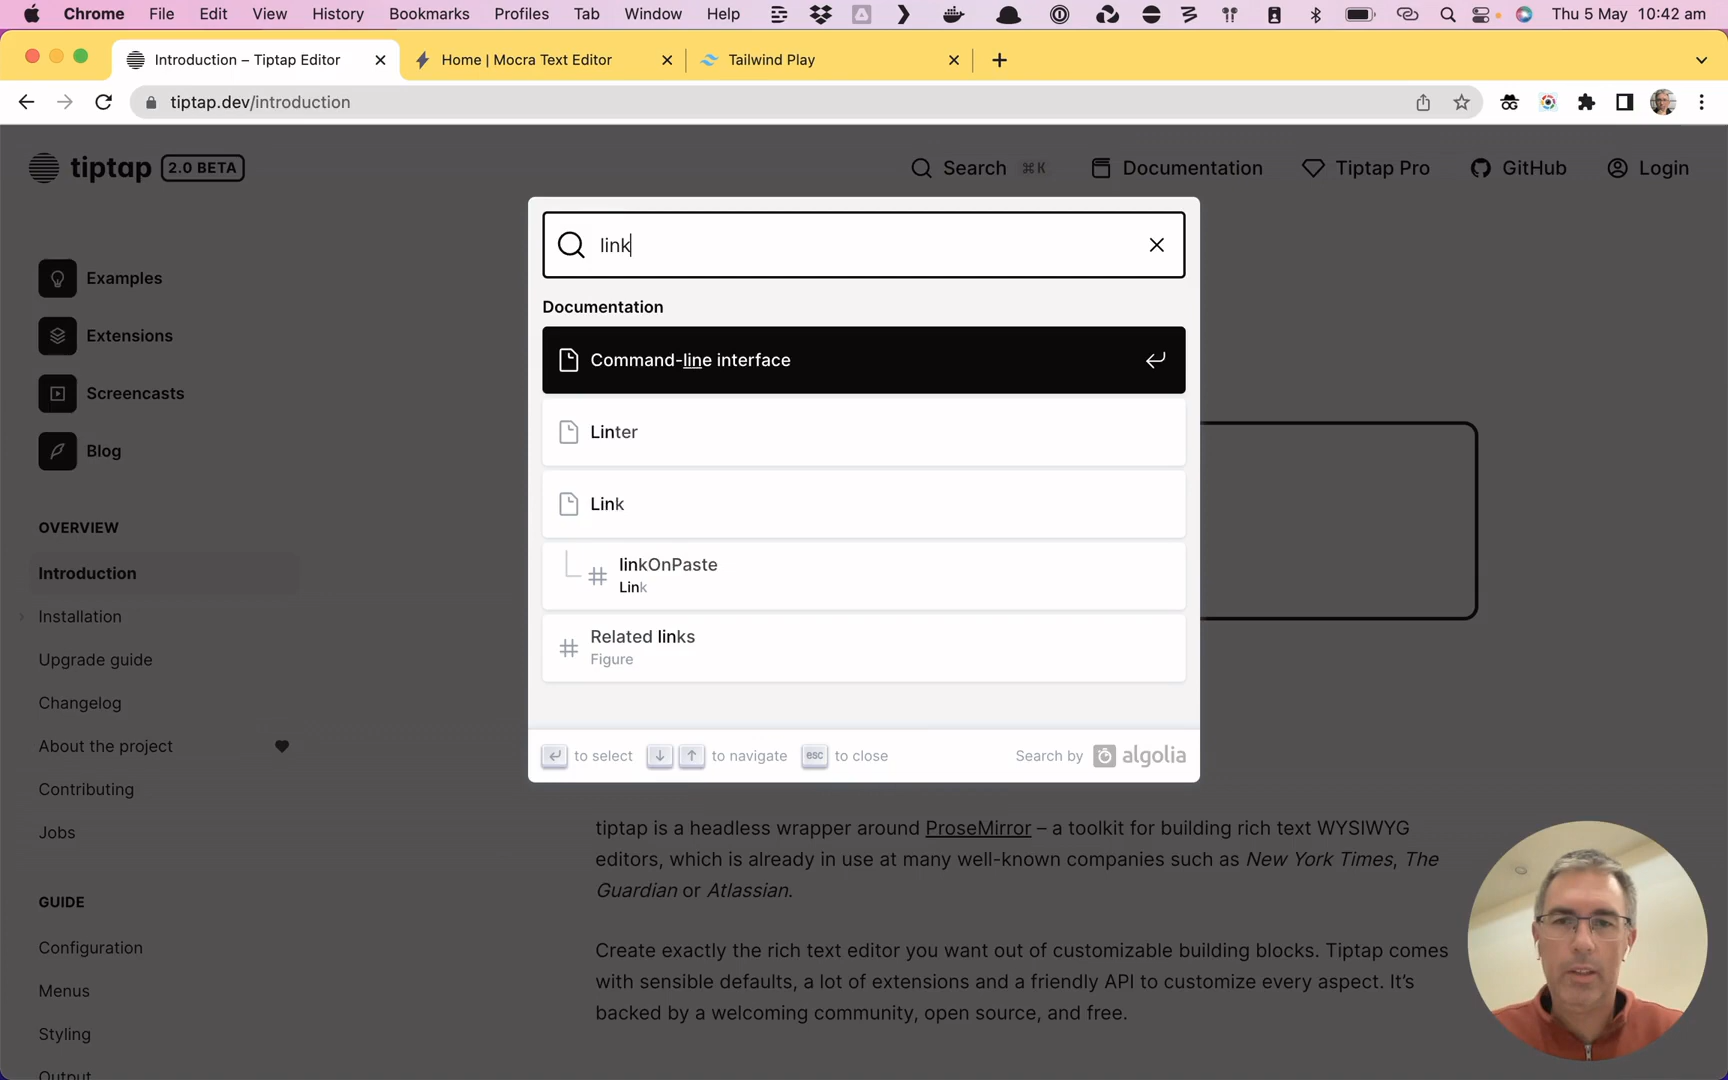 Chrome File Edit View History Bookmarks Profiles Tab Window Help Thu 5 May 10:42 am
Introduction – Tiptap Editor
Home | Mocra Text Editor
Tailwind Play
tiptap.dev/introduction
tiptap 2.0 BETA
Search ⌘K
Documentation
Tiptap Pro
GitHub
Login
Examples
Extensions
Screencasts
Blog
OVERVIEW
Introduction
Installation
Upgrade guide
Changelog
About the project
Contributing
Jobs
GUIDE
Configuration
Menus
Styling
Output
link
Documentation
Command-line interface
Linter
Link
linkOnPaste
Link
Related links
Figure
to select
to navigate
esc to close
Search by algolia
tiptap is a headless wrapper around ProseMirror – a toolkit for building rich text WYSIWYG
editors, which is already in use at many well-known companies such as New York Times, The
Guardian or Atlassian.
Create exactly the rich text editor you want out of customizable building blocks. Tiptap comes
with sensible defaults, a lot of extensions and a friendly API to customize every aspect. It’s
backed by a welcoming community, open source, and free.